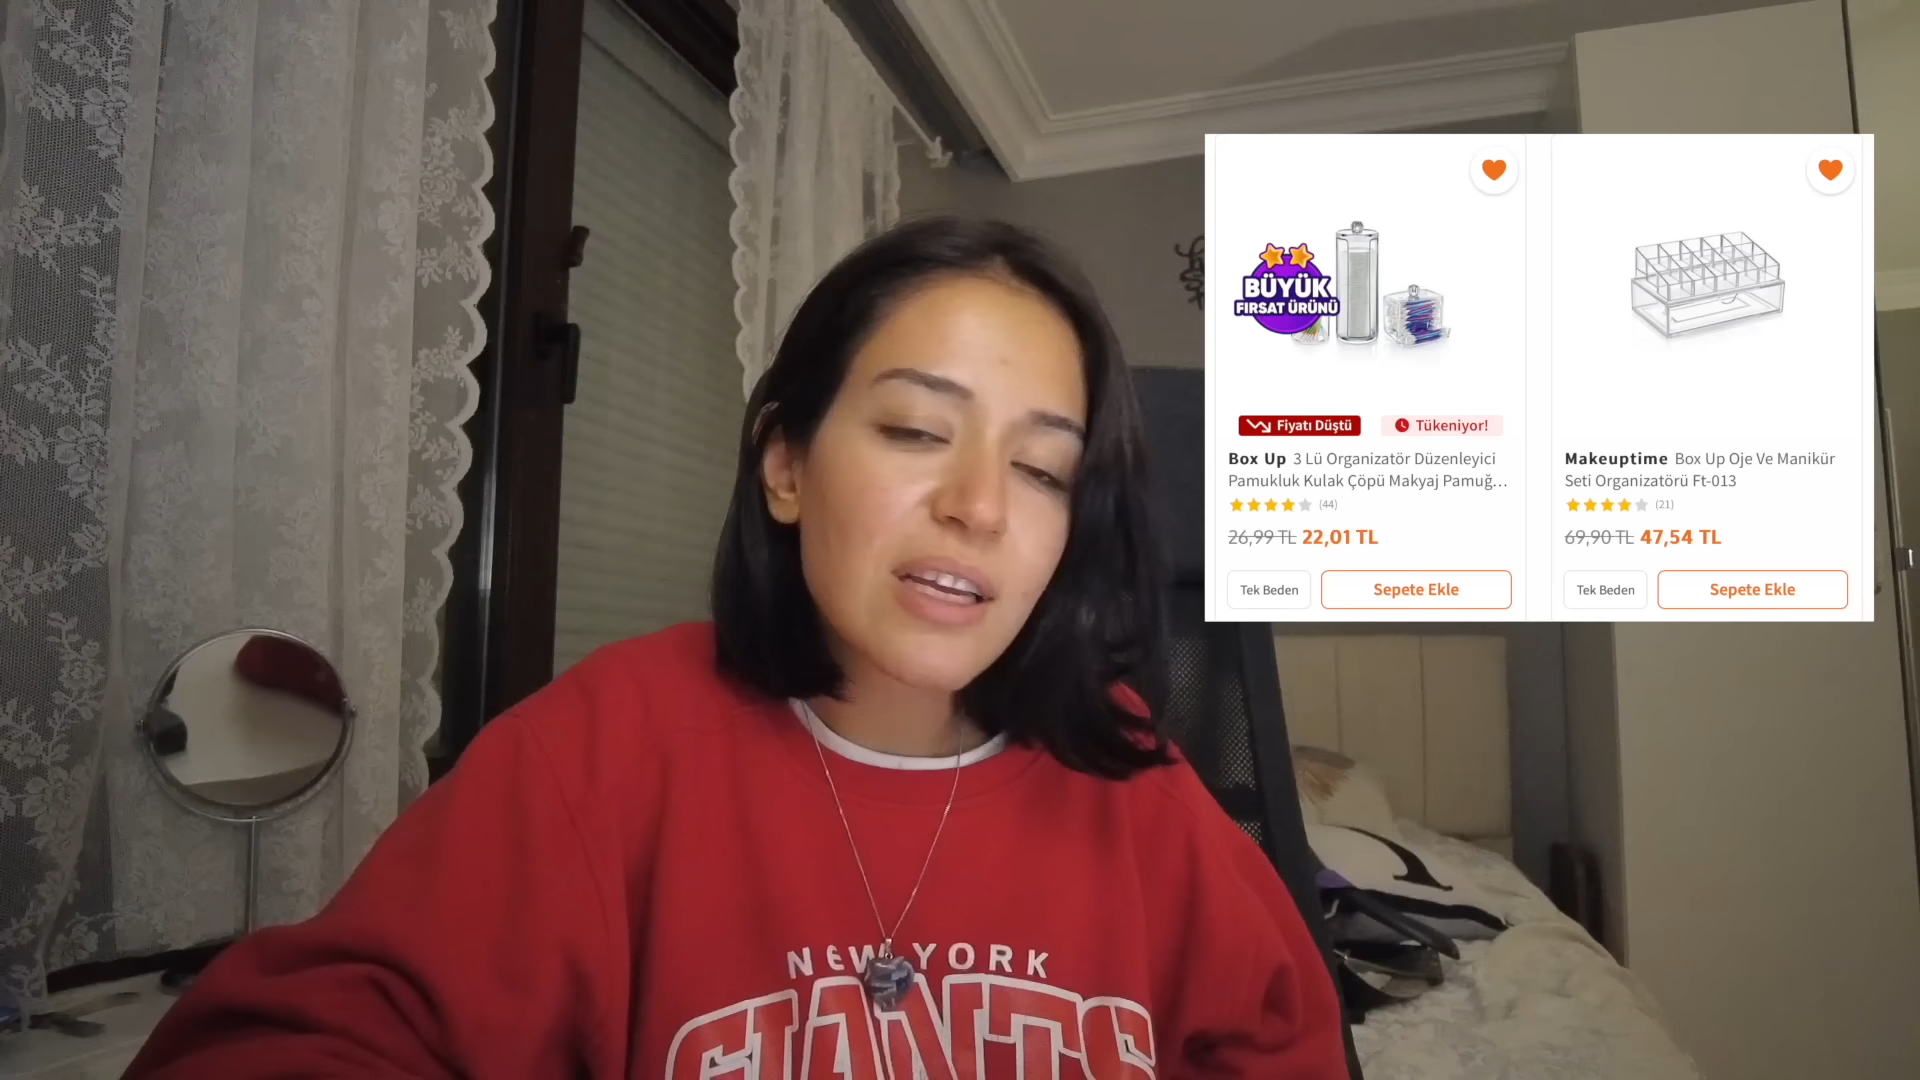 BÜYÜK
FIRSAT ÜRÜNÜ
Fiyatı Düştü
Tükeniyor!
Box Up 3 Lü Organizatör Düzenleyici
Pamukluk Kulak Çöpü Makyaj Pamuğ...
(44)
26,99 TL 22,01 TL
Tek Beden
Sepete Ekle
Makeuptime Box Up Oje Ve Manikür
Seti Organizatörü Ft-013
(21)
69,90 TL 47,54 TL
Tek Beden
Sepete Ekle
NEW YORK
GIANTS